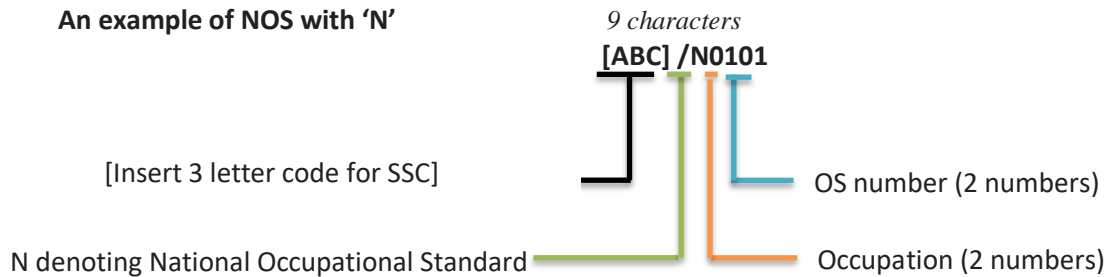 An example of NOS with ‘N’
9 characters
[ABC] /N0101
[Insert 3 letter code for SSC]
OS number (2 numbers)
N denoting National Occupational Standard
Occupation (2 numbers)